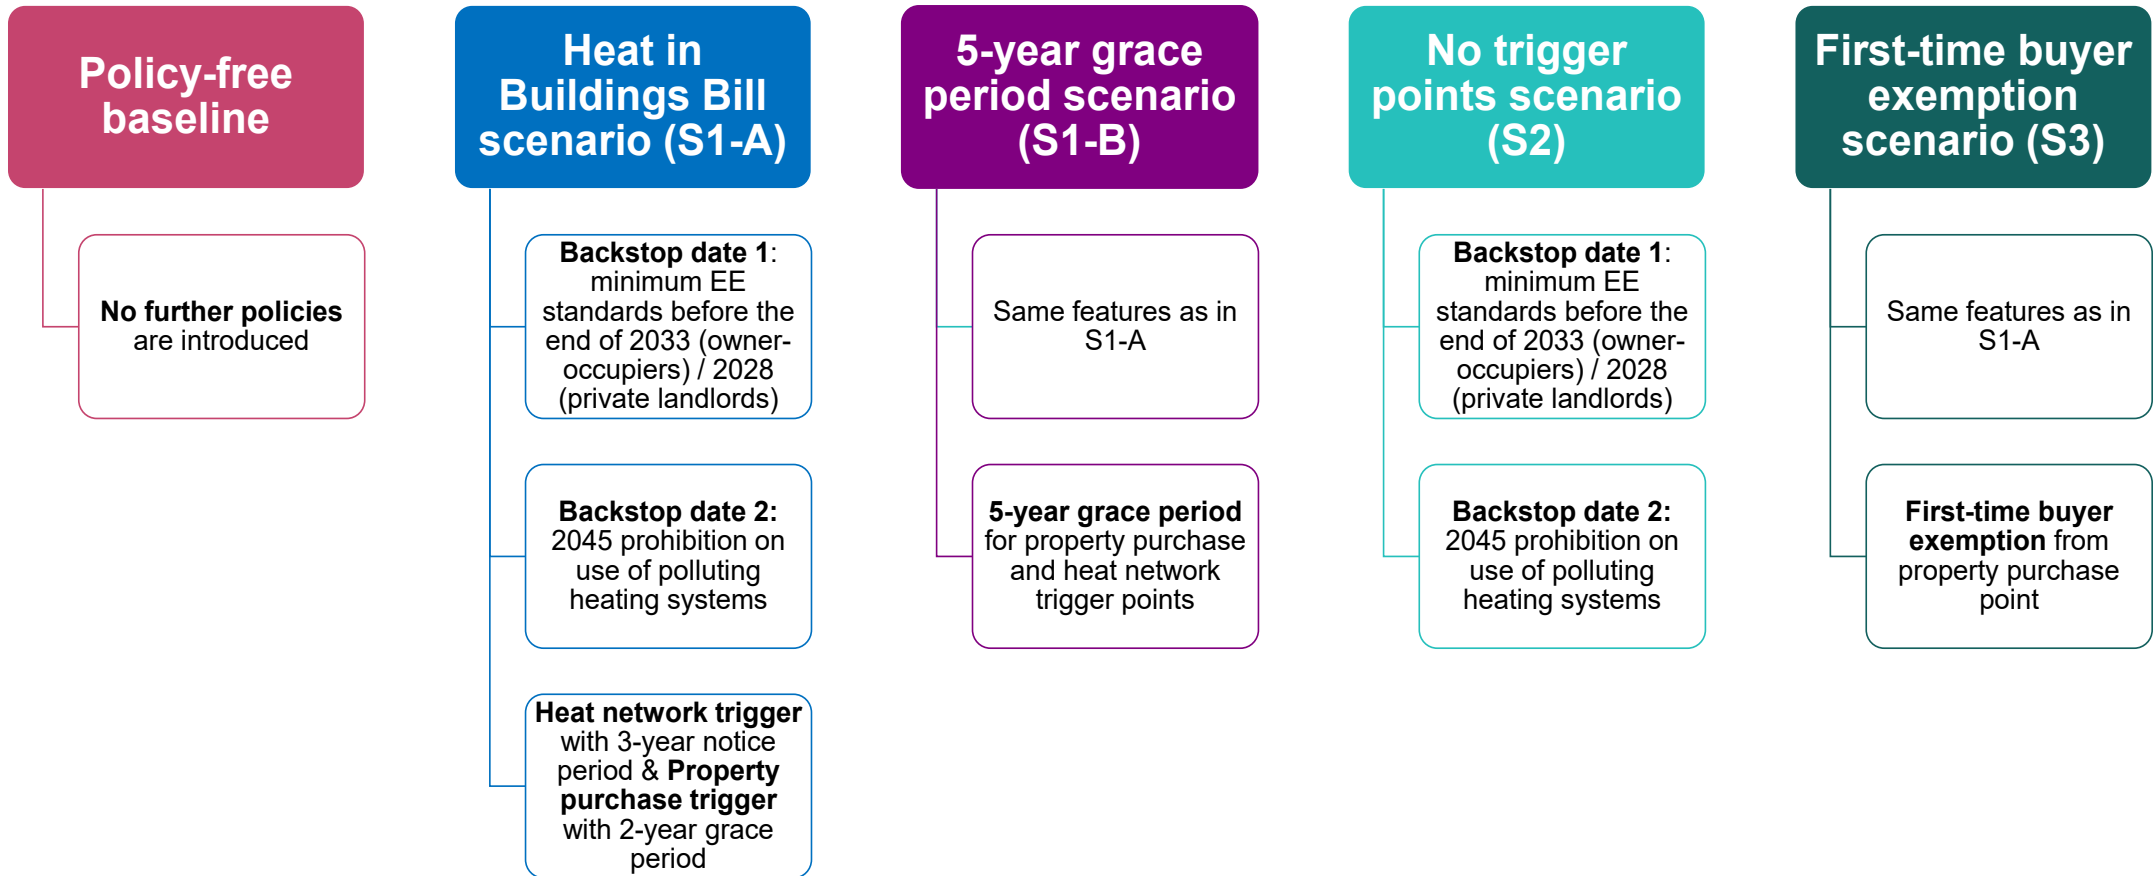 Policy-free
baseline
No further policies
are introduced
Heat in
Buildings Bill
scenario (S1-A)
Backstop date 1:
minimum EE
standards before the
end of 2033 (owner-
occupiers) / 2028
(private landlords)
Backstop date 2:
2045 prohibition on
use of polluting
heating systems
Heat network trigger
with 3-year notice
period & Property
purchase trigger
with 2-year grace
period
5-year grace
period scenario
(S1-B)
Same features as in
S1-A
5-year grace period
for property purchase
and heat network
trigger points
No trigger
points scenario
(S2)
Backstop date 1:
minimum EE
standards before the
end of 2033 (owner-
occupiers) / 2028
(private landlords)
Backstop date 2:
2045 prohibition on
use of polluting
heating systems
First-time buyer
exemption
scenario (S3)
Same features as in
S1-A
First-time buyer
exemption from
property purchase
point